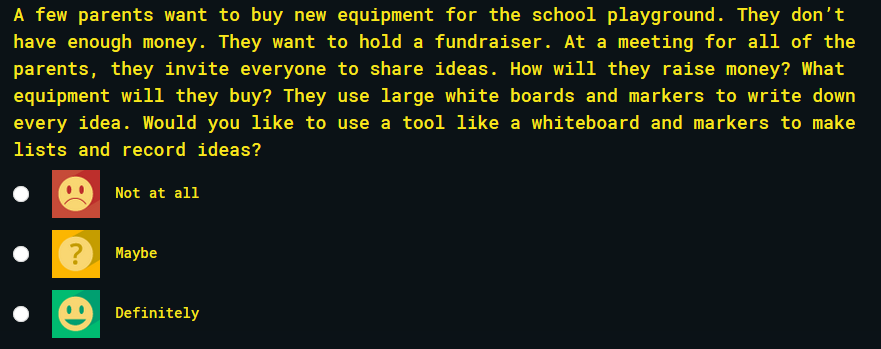 A few parents want to buy new equipment for the school playground. They don’t
have enough money. They want to hold a fundraiser. At a meeting for all of the
parents, they invite everyone to share ideas. How will they raise money? What
equipment will they buy? They use large white boards and markers to write down
every idea. Would you like to use a tool like a whiteboard and markers to make
lists and record ideas?
Not at all
?
Maybe
Definitely